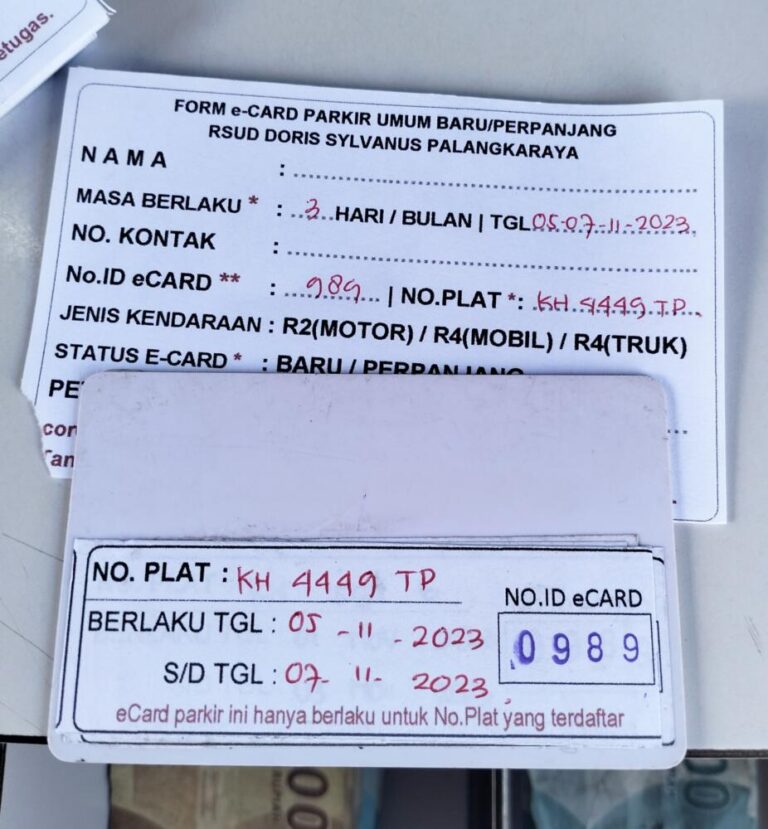 etugas.
FORM e-CARD PARKIR UMUM BARU/PERPANJANG
RSUD DORIS SYLVANUS PALANGKARAYA
NAMA :
MASA BERLAKU * : 3 HARI / BULAN | TGL 05-07-11-2023
NO. KONTAK :
No.ID eCARD ** : 989 | NO.PLAT *: KH 4449 TP
JENIS KENDARAAN : R2(MOTOR) / R4(MOBIL) / R4(TRUK)
STATUS E-CARD * : BARU / PERPANJANG
PE
con
Tan
NO. PLAT : KH 4449 TP
BERLAKU TGL : 05 - 11 - 2023
S/D TGL : 07- 11- 2023
NO.ID eCARD
0989
eCard parkir ini hanya berlaku untuk No.Plat yang terdaftar